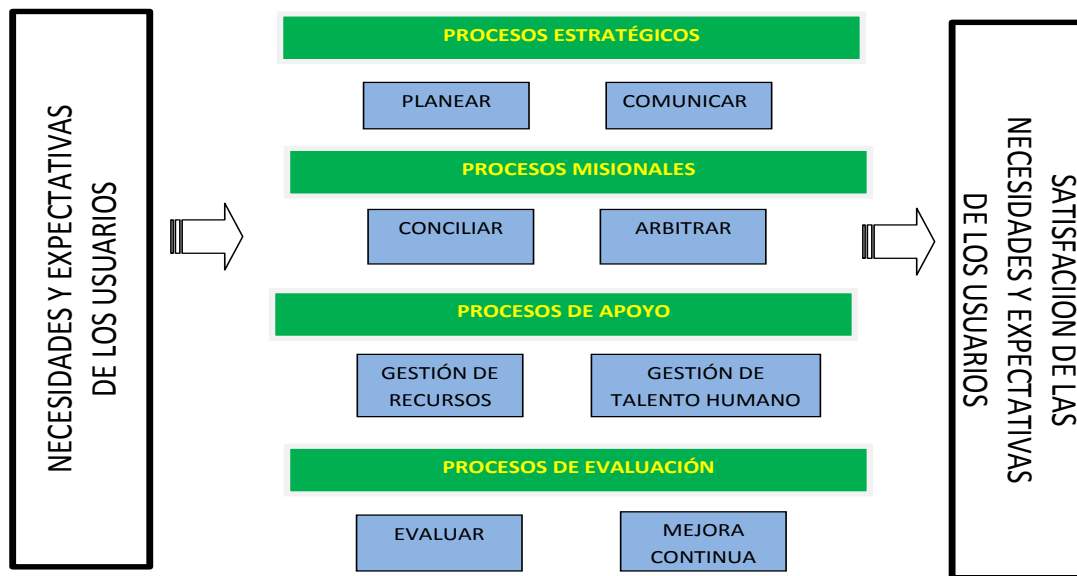 NECESIDADES Y EXPECTATIVAS
DE LOS USUARIOS
PROCESOS ESTRATÉGICOS
PLANEAR
COMUNICAR
PROCESOS MISIONALES
CONCILIAR
ARBITRAR
PROCESOS DE APOYO
GESTIÓN DE
RECURSOS
GESTIÓN DE
TALENTO HUMANO
PROCESOS DE EVALUACIÓN
EVALUAR
MEJORA
CONTINUA
SATISFACIION DE LAS
NECESIDADES Y EXPECTATIVAS
DE LOS USUARIOS